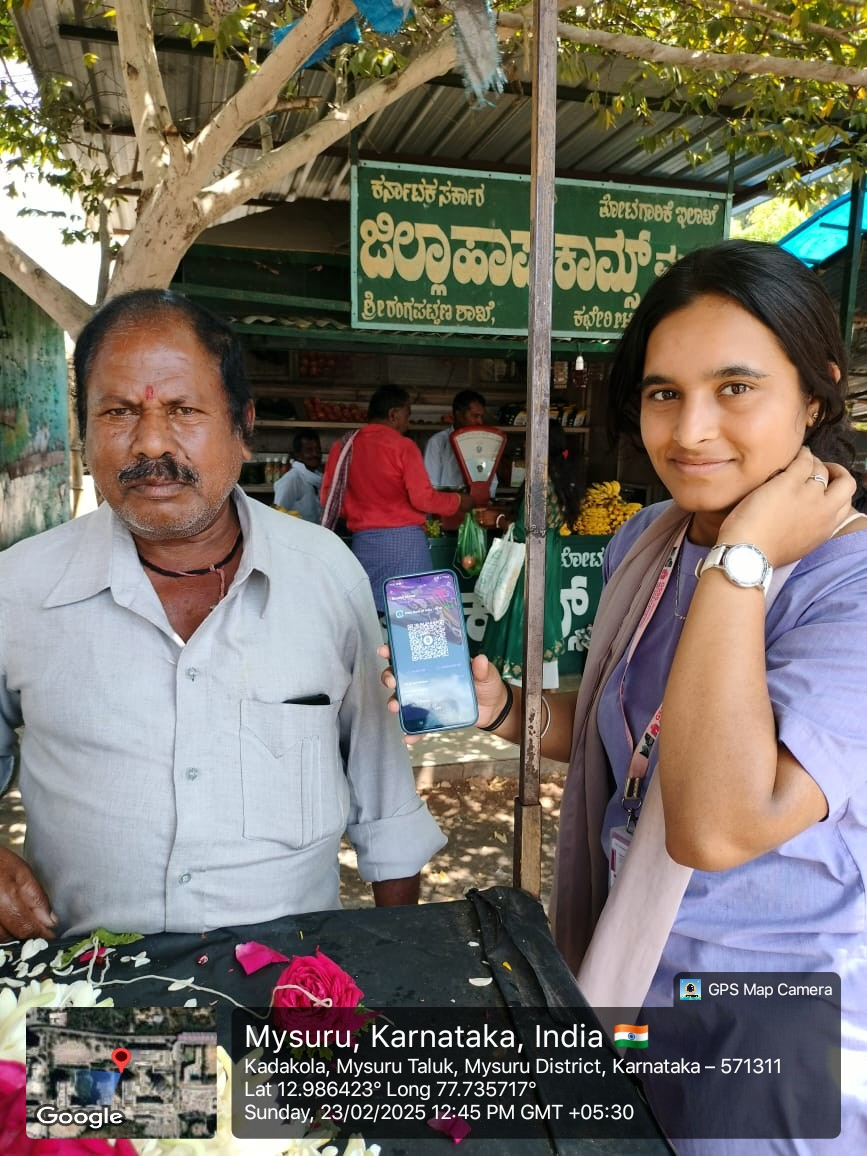 ಕರ್ನಾಟಕ ಸರ್ಕಾರ
ತೋಟಗಾರಿಕೆ ಇಲಾಖೆ
ಜಿಲ್ಲಾ ಹಾಪ್ ಕಾಮ್ಸ್
ಶ್ರೀರಂಗಪಟ್ಟಣ ಶಾಖೆ,
ಕಛೇರಿ
GPS Map Camera
Mysuru, Karnataka, India
Kadakola, Mysuru Taluk, Mysuru District, Karnataka – 571311
Lat 12.986423° Long 77.735717°
Sunday, 23/02/2025 12:45 PM GMT +05:30
Google